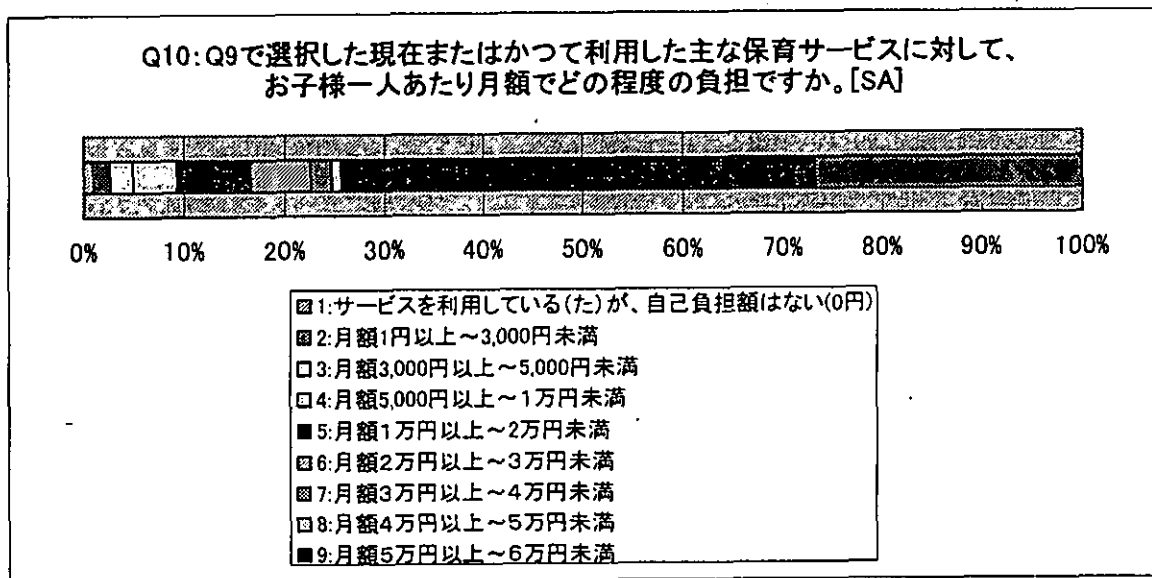 Q10:Q9で選択した現在またはかつて利用した主な保育サービスに対して、
お子様一人あたり月額でどの程度の負担ですか。[SA]
0% 10% 20% 30% 40% 50% 60% 70% 80% 90% 100%
1:サービスを利用している(た)が、自己負担額はない(0円)
2:月額1円以上～3,000円未満
3:月額3,000円以上～5,000円未満
4:月額5,000円以上～1万円未満
5:月額1万円以上～2万円未満
6:月額2万円以上～3万円未満
7:月額3万円以上～4万円未満
8:月額4万円以上～5万円未満
9:月額5万円以上～6万円未満